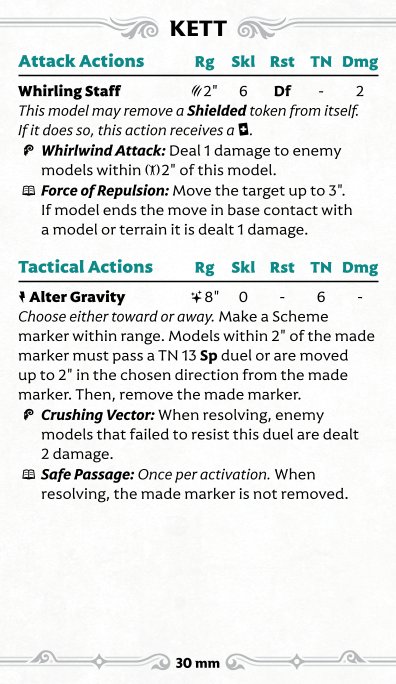 KETT
Attack Actions Rg Skl Rst TN Dmg
Whirling Staff 2" 6 Df - 2
This model may remove a Shielded token from itself.
If it does so, this action receives a .
Whirlwind Attack: Deal 1 damage to enemy
models within 2" of this model.
Force of Repulsion: Move the target up to 3".
If model ends the move in base contact with
a model or terrain it is dealt 1 damage.
Tactical Actions Rg Skl Rst TN Dmg
Alter Gravity 8" 0 - 6 -
Choose either toward or away. Make a Scheme
marker within range. Models within 2" of the made
marker must pass a TN 13 Sp duel or are moved
up to 2" in the chosen direction from the made
marker. Then, remove the made marker.
Crushing Vector: When resolving, enemy
models that failed to resist this duel are dealt
2 damage.
Safe Passage: Once per activation. When
resolving, the made marker is not removed.
30 mm